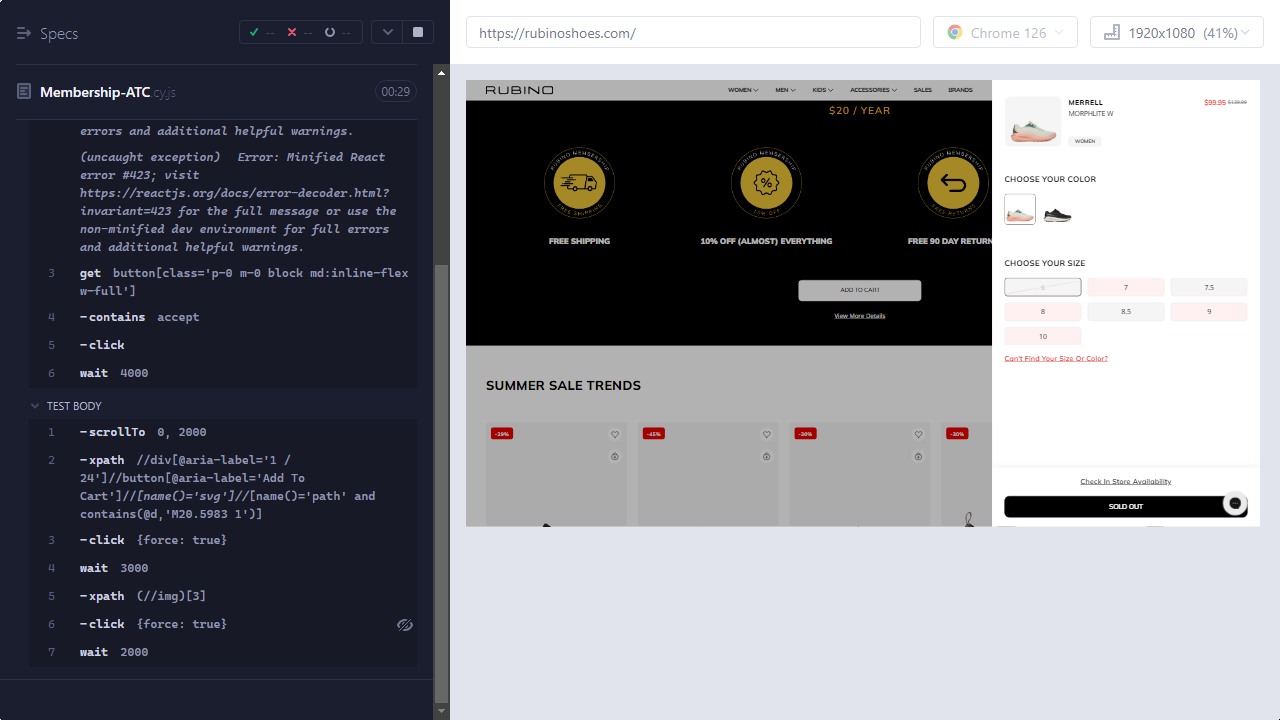 Specs
--
--
--
https://rubinoshoes.com/
Chrome 126
1920x1080 (41%)
Membership-ATC.cy.js
00:29
errors and additional helpful warnings.
(uncaught exception) Error: Minified React
error #423; visit
https://reactjs.org/docs/error-decoder.html?
invariant=423 for the full message or use the
non-minified dev environment for full errors
and additional helpful warnings.
3 get button[class='p-0 m-0 block md:inline-flex
w-full']
4 -contains accept
5 -click
6 wait 4000
TEST BODY
1 -scrollTo 0, 2000
2 -xpath //div[@aria-label='1 /
24']//button[@aria-label='Add To
Cart']//[name()='svg']//[name()='path' and
contains(@d,'M20.5983 1')]
3 -click {force: true}
4 wait 3000
5 -xpath (//img)[3]
6 -click {force: true}
7 wait 2000
RUBINO
WOMEN
MEN
KIDS
ACCESSORIES
SALES
BRANDS
$20 / YEAR
RUBINO MEMBERSHIP
FREE SHIPPING
RUBINO MEMBERSHIP
10% OFF
RUBINO MEMBERSHIP
FREE RETURNS
FREE SHIPPING
10% OFF (ALMOST) EVERYTHING
FREE 90 DAY RETURN
ADD TO CART
View More Details
SUMMER SALE TRENDS
-29%
-45%
-30%
-30%
MERRELL
$99.95 $139.99
MORPHLITE W
WOMEN
CHOOSE YOUR COLOR
CHOOSE YOUR SIZE
6
7
7.5
8
8.5
9
10
Can't Find Your Size Or Color?
Check In Store Availability
SOLD OUT